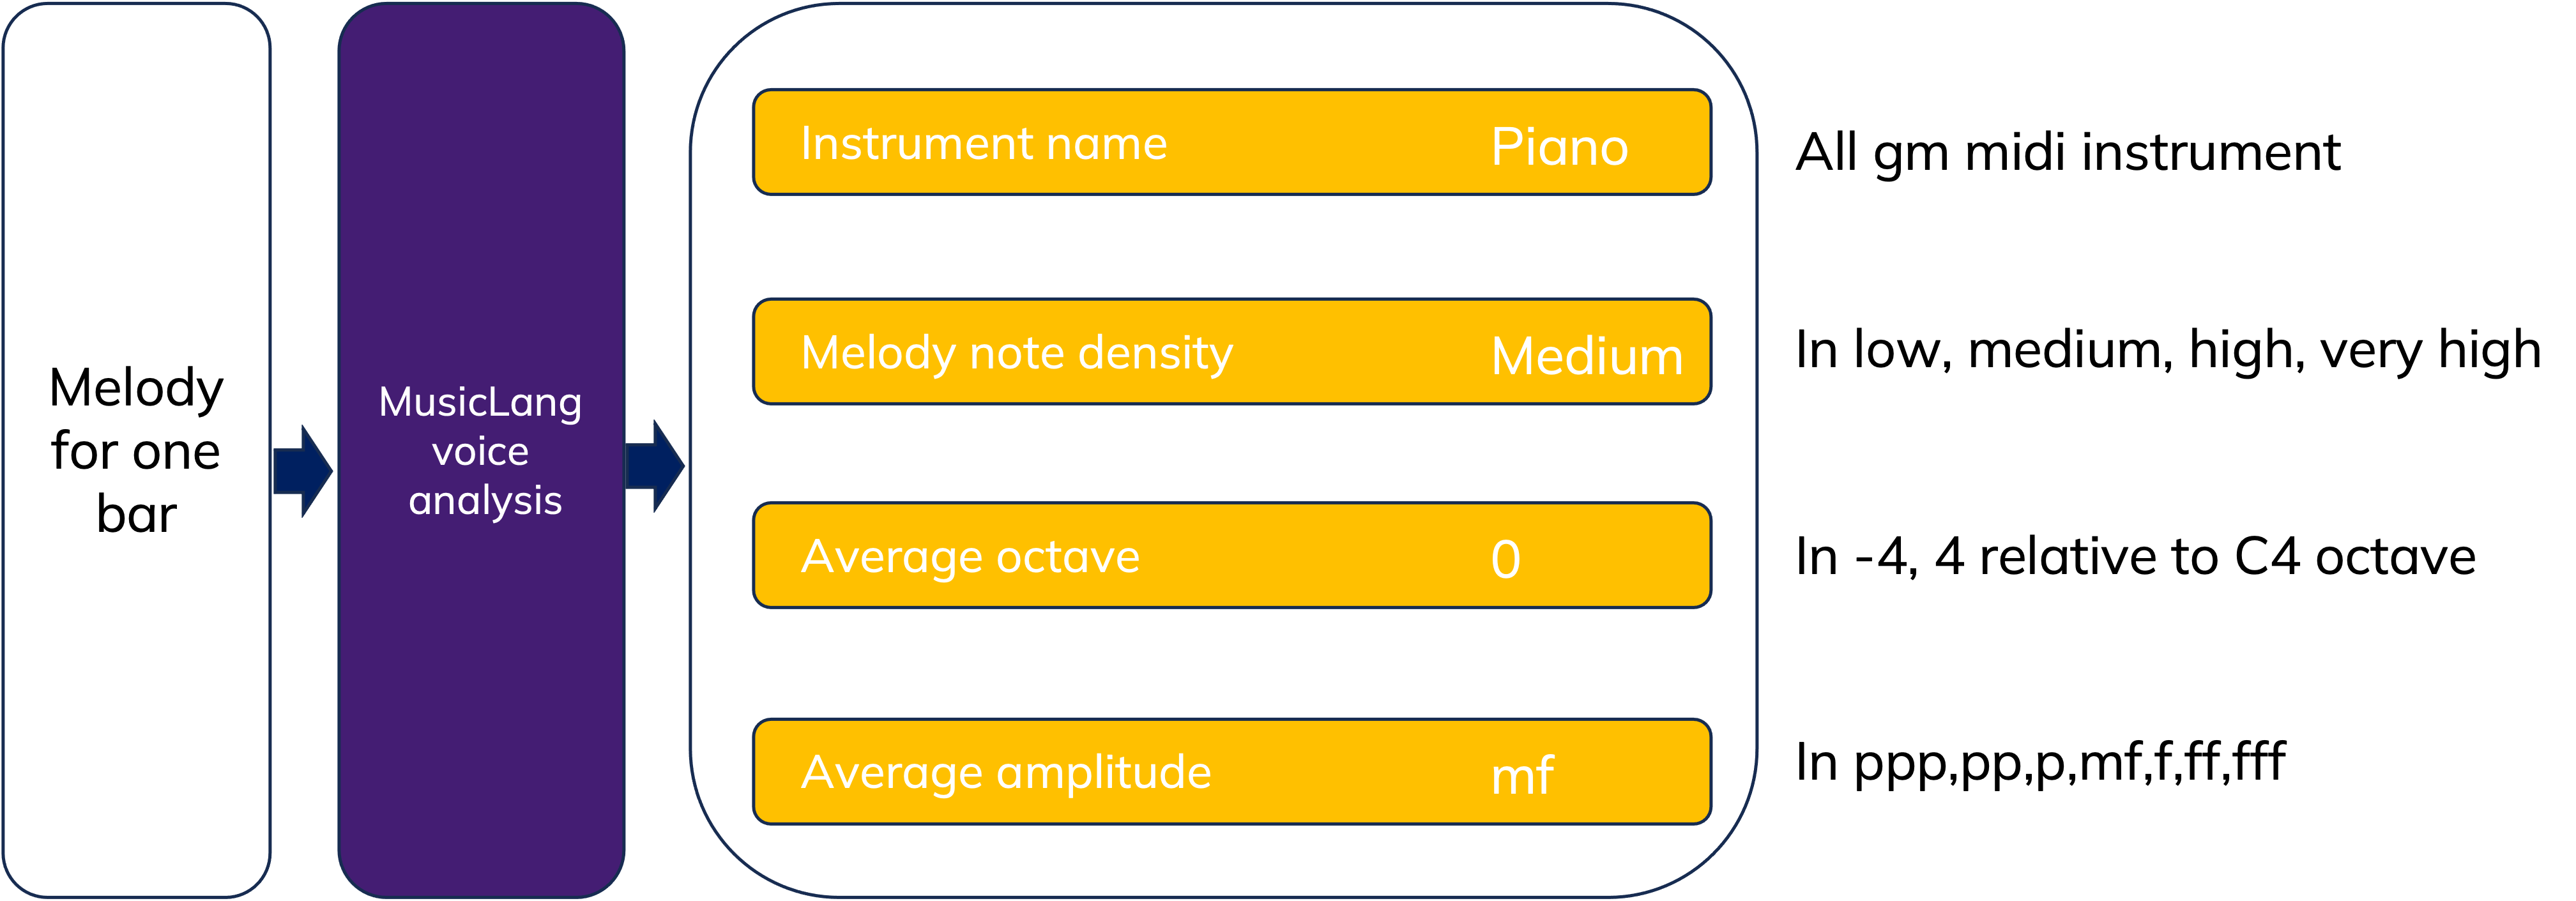 Melody
for one
bar
MusicLang
voice
analysis
Instrument name Piano
All gm midi instrument
Melody note density Medium
In low, medium, high, very high
Average octave 0
In -4, 4 relative to C4 octave
Average amplitude mf
In ppp,pp,p,mf,f,ff,fff